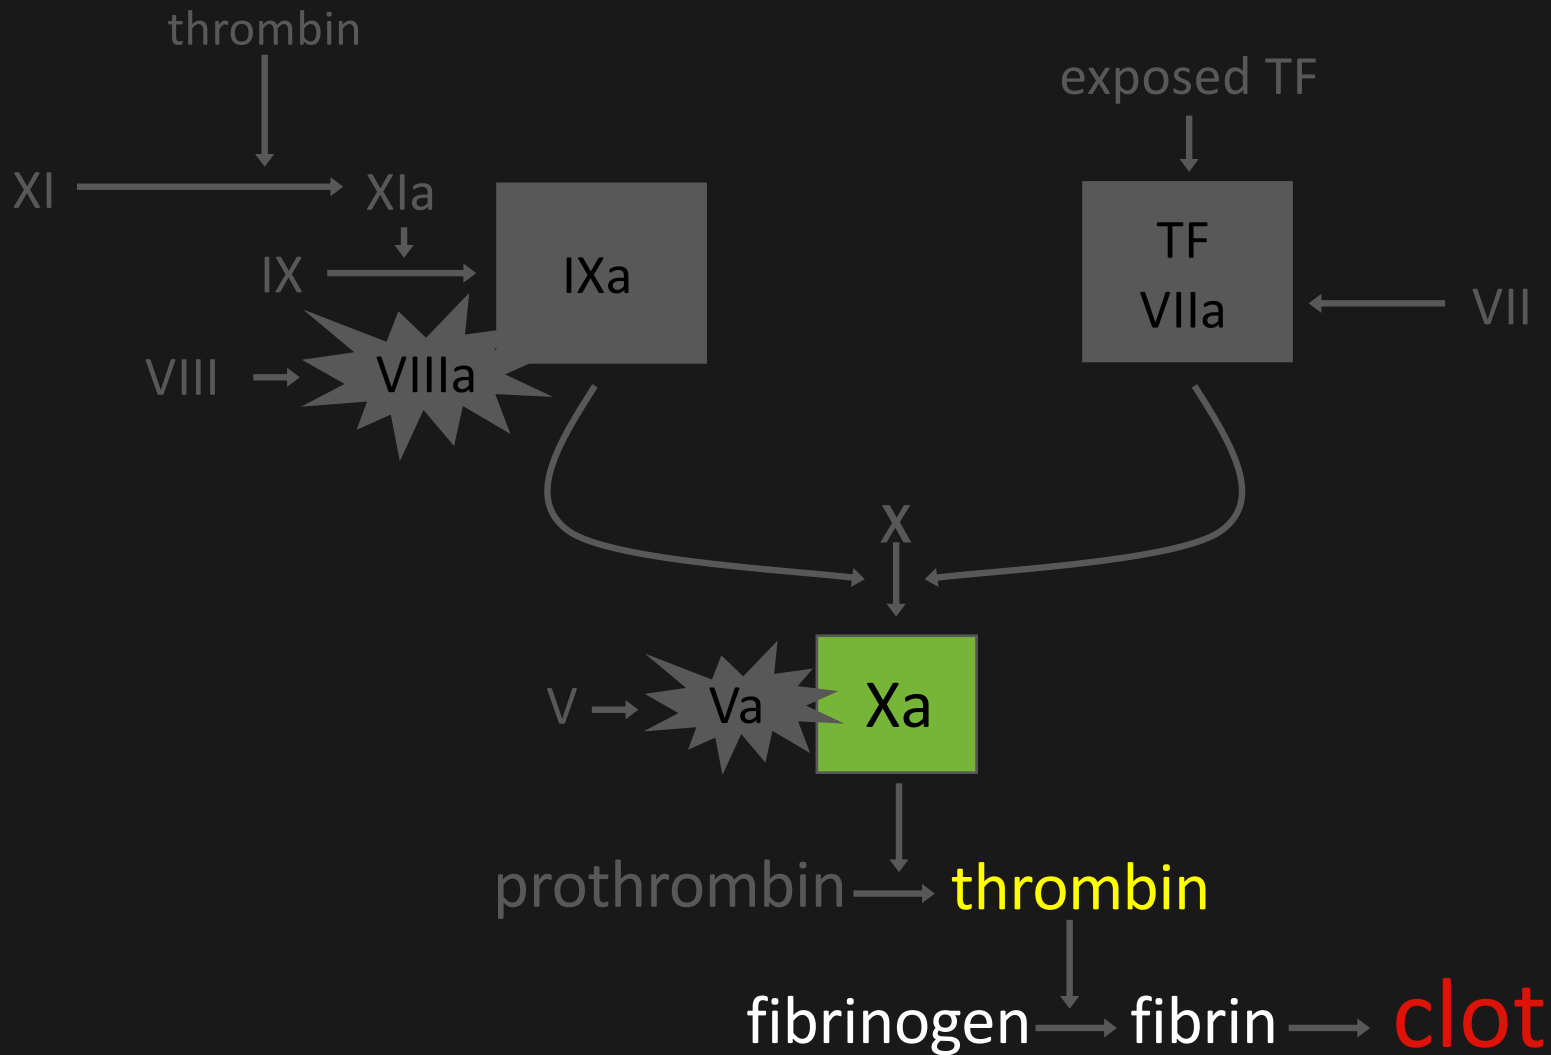 thrombin
exposed TF
XI
XIa
IX
IXa
TF
VIIa
VII
VIII
VIIIa
X
V
Va
Xa
prothrombin
thrombin
fibrinogen
fibrin
clot